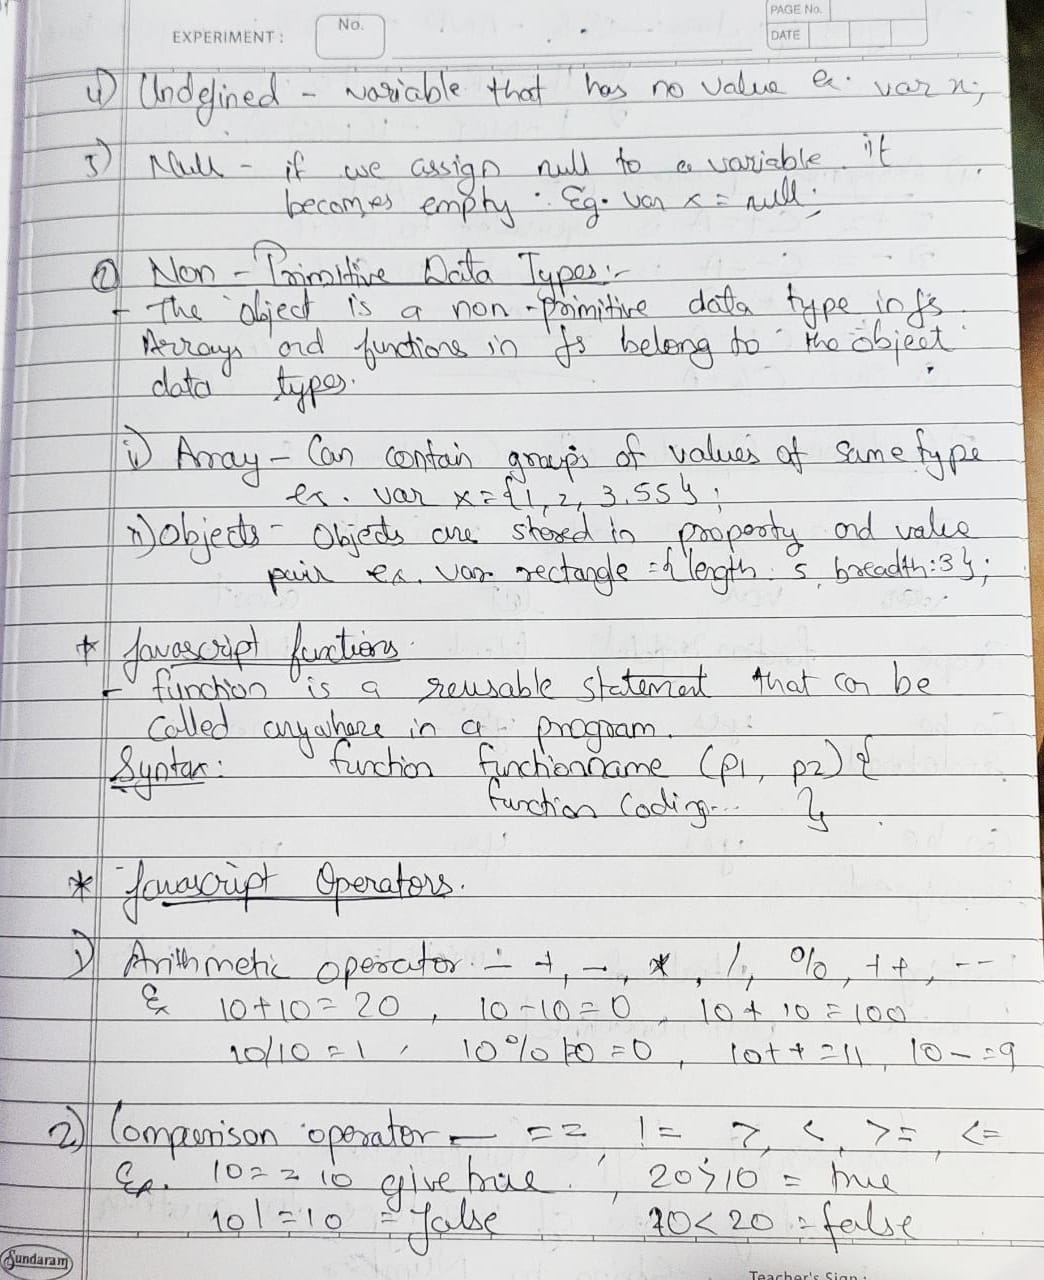 EXPERIMENT :
No.
PAGE No.
DATE
4) Undefined - variable that has no value ex. var x;
5) Null - if we assign null to a variable it
becomes empty. Eg. var x = null;
② Non-Primitive Data Types:-
- The object is a non-primitive data type in Js.
Arrays and functions in Js belong to the object
data types.
i) Array - Can contain groups of values of same type
ex. var x={1, 2, 3.55};
ii) Objects - Objects are stored in property and value
pair ex. var rectangle = {length: 5, breadth:3};
* Javascript functions.
- function is a reusable statement that can be
called anywhere in a program.
Syntax: function functionname (p1, p2) {
function Coding... }
* Javascript Operators.
1) Arithmetic operator - +, -, *, /, %, ++, --
Ex 10+10=20, 10-10=0, 10*10=100
10/10=1, 10%10=0, 10++=11, 10--=9
2) Comparison operator - ==, !=, >, <, >=, <=
Ex. 10==10 give true, 20>10 = true
10!=10 = false 20<20 = false
Sundaram
Teacher's Sign.: